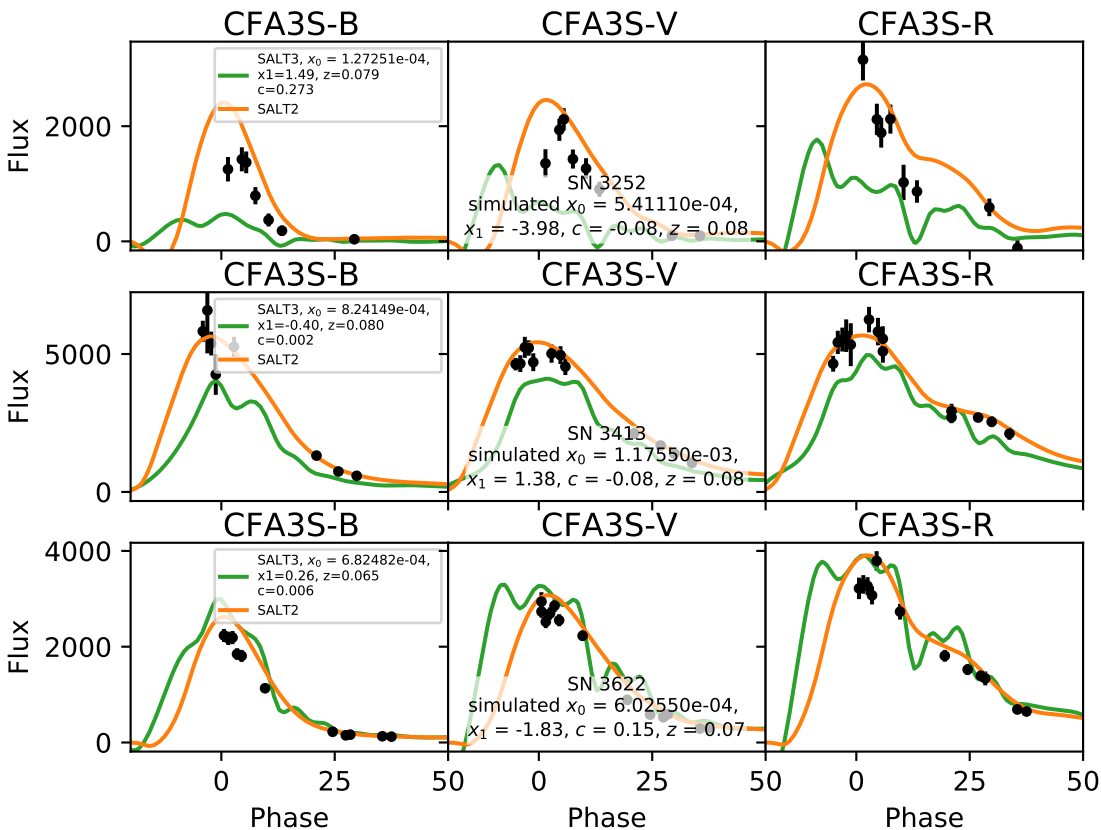 CFA3S-B CFA3S-V CFA3S-R
Flux
2000
0
SALT3, x₀ = 1.27251e-04,
x1=1.49, z=0.079
c=0.273
SALT2
SN 3252
simulated x₀ = 5.41110e-04,
x₁ = -3.98, c = -0.08, z = 0.08
CFA3S-B CFA3S-V CFA3S-R
Flux
5000
0
SALT3, x₀ = 8.24149e-04,
x1=-0.40, z=0.080
c=0.002
SALT2
SN 3413
simulated x₀ = 1.17550e-03,
x₁ = 1.38, c = -0.08, z = 0.08
CFA3S-B CFA3S-V CFA3S-R
Flux
4000
2000
0
SALT3, x₀ = 6.82482e-04,
x1=0.26, z=0.065
c=0.006
SALT2
SN 3622
simulated x₀ = 6.02550e-04,
x₁ = -1.83, c = 0.15, z = 0.07
0 25 50 0 25 50 0 25 50
Phase Phase Phase